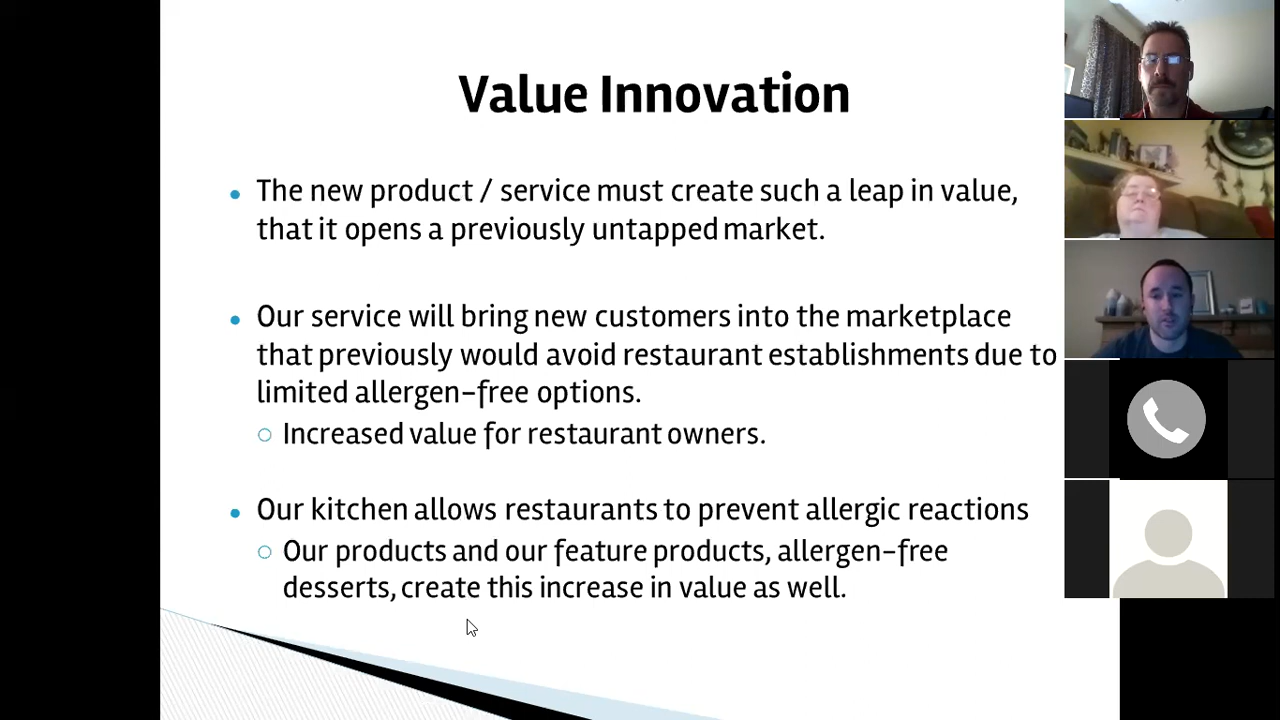 Value Innovation
The new product / service must create such a leap in value,
that it opens a previously untapped market.
Our service will bring new customers into the marketplace
that previously would avoid restaurant establishments due to
limited allergen-free options.
Increased value for restaurant owners.
Our kitchen allows restaurants to prevent allergic reactions
Our products and our feature products, allergen-free
desserts, create this increase in value as well.